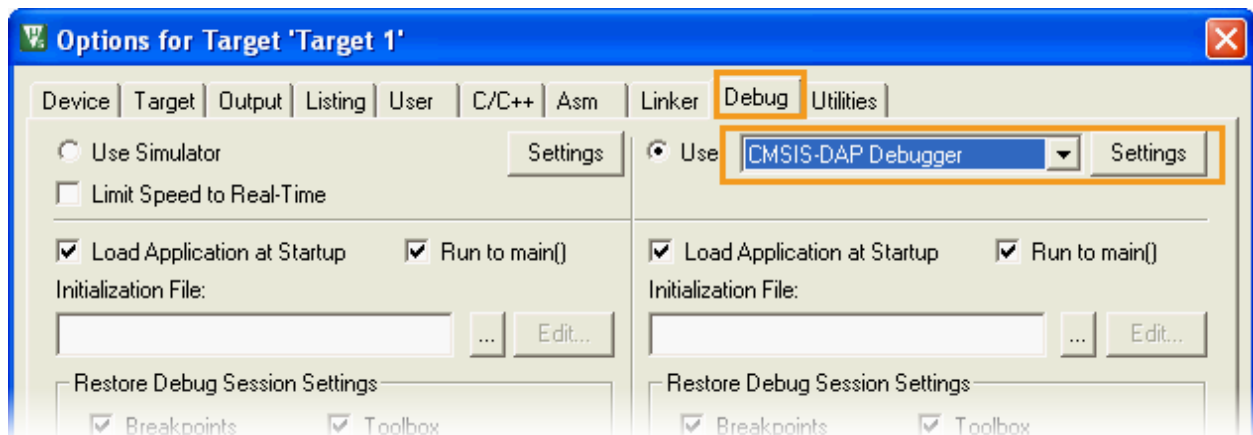 Options for Target 'Target 1'
Device Target Output Listing User C/C++ Asm Linker Debug Utilities
Use Simulator Settings Use CMSIS-DAP Debugger Settings
Limit Speed to Real-Time
Load Application at Startup Run to main() Load Application at Startup Run to main()
Initialization File: Initialization File:
... Edit... ... Edit...
Restore Debug Session Settings Restore Debug Session Settings
Breakpoints Toolbox Breakpoints Toolbox